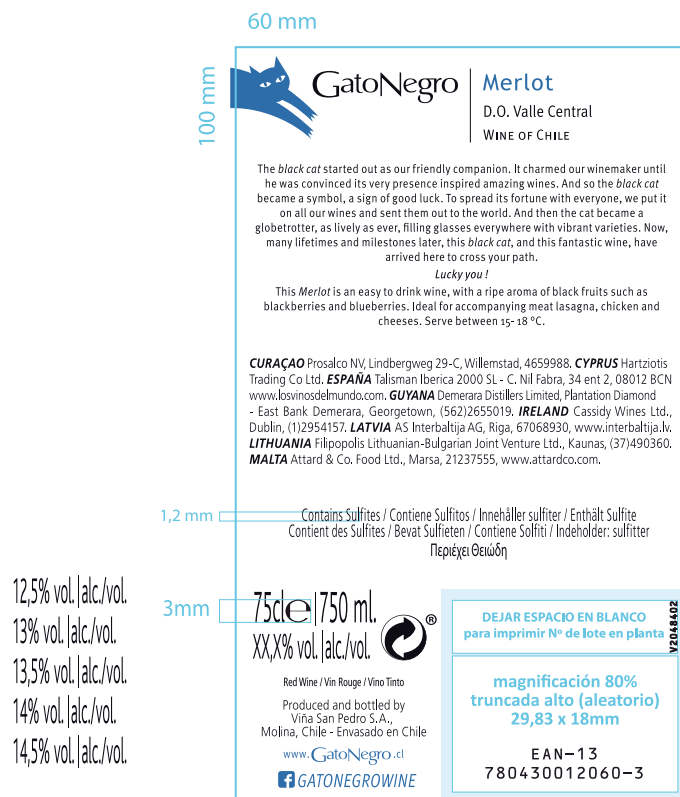 60 mm
100 mm
GatoNegro
Merlot
D.O. Valle Central
WINE OF CHILE
The black cat started out as our friendly companion. It charmed our winemaker until
he was convinced its very presence inspired amazing wines. And so the black cat
became a symbol, a sign of good luck. To spread its fortune with everyone, we put it
on all our wines and sent them out to the world. And then the cat became a
globetrotter, as lively as ever, filling glasses everywhere with vibrant varieties. Now,
many lifetimes and milestones later, this black cat, and this fantastic wine, have
arrived here to cross your path.
Lucky you !
This Merlot is an easy to drink wine, with a ripe aroma of black fruits such as
blackberries and blueberries. Ideal for accompanying meat lasagna, chicken and
cheeses. Serve between 15- 18 °C.
CURAÇAO Prosalco NV, Lindbergweg 29-C, Willemstad, 4659988. CYPRUS Hartziotis
Trading Co Ltd. ESPAÑA Talisman Iberica 2000 SL - C. Nil Fabra, 34 ent 2, 08012 BCN
www.losvinosdelmundo.com. GUYANA Demerara Distillers Limited, Plantation Diamond
- East Bank Demerara, Georgetown, (562)2655019. IRELAND Cassidy Wines Ltd.,
Dublin, (1)2954157. LATVIA AS Interbaltija AG, Riga, 67068930, www.interbaltija.lv.
LITHUANIA Filipopolis Lithuanian-Bulgarian Joint Venture Ltd., Kaunas, (37)490360.
MALTA Attard & Co. Food Ltd., Marsa, 21237555, www.attardco.com.
1,2 mm
Contains Sulfites / Contiene Sulfitos / Innehåller sulfiter / Enthält Sulfite
Contient des Sulfites / Bevat Sulfieten / Contiene Solfiti / Indeholder: sulfitter
Περιέχει Θειώδη
12,5% vol.|alc./vol.
13% vol.|alc./vol.
13,5% vol.|alc./vol.
14% vol.|alc./vol.
14,5% vol.|alc./vol.
3mm
75cl℮|750 ml.
XX,X% vol.|alc./vol.
®
Red Wine / Vin Rouge / Vino Tinto
Produced and bottled by
Viña San Pedro S.A.,
Molina, Chile - Envasado en Chile
www.GatoNegro.cl
GATONEGROWINE
DEJAR ESPACIO EN BLANCO
para imprimir Nº de lote en planta
V2048402
magnificación 80%
truncada alto (aleatorio)
29,83 x 18mm
EAN-13
780430012060-3